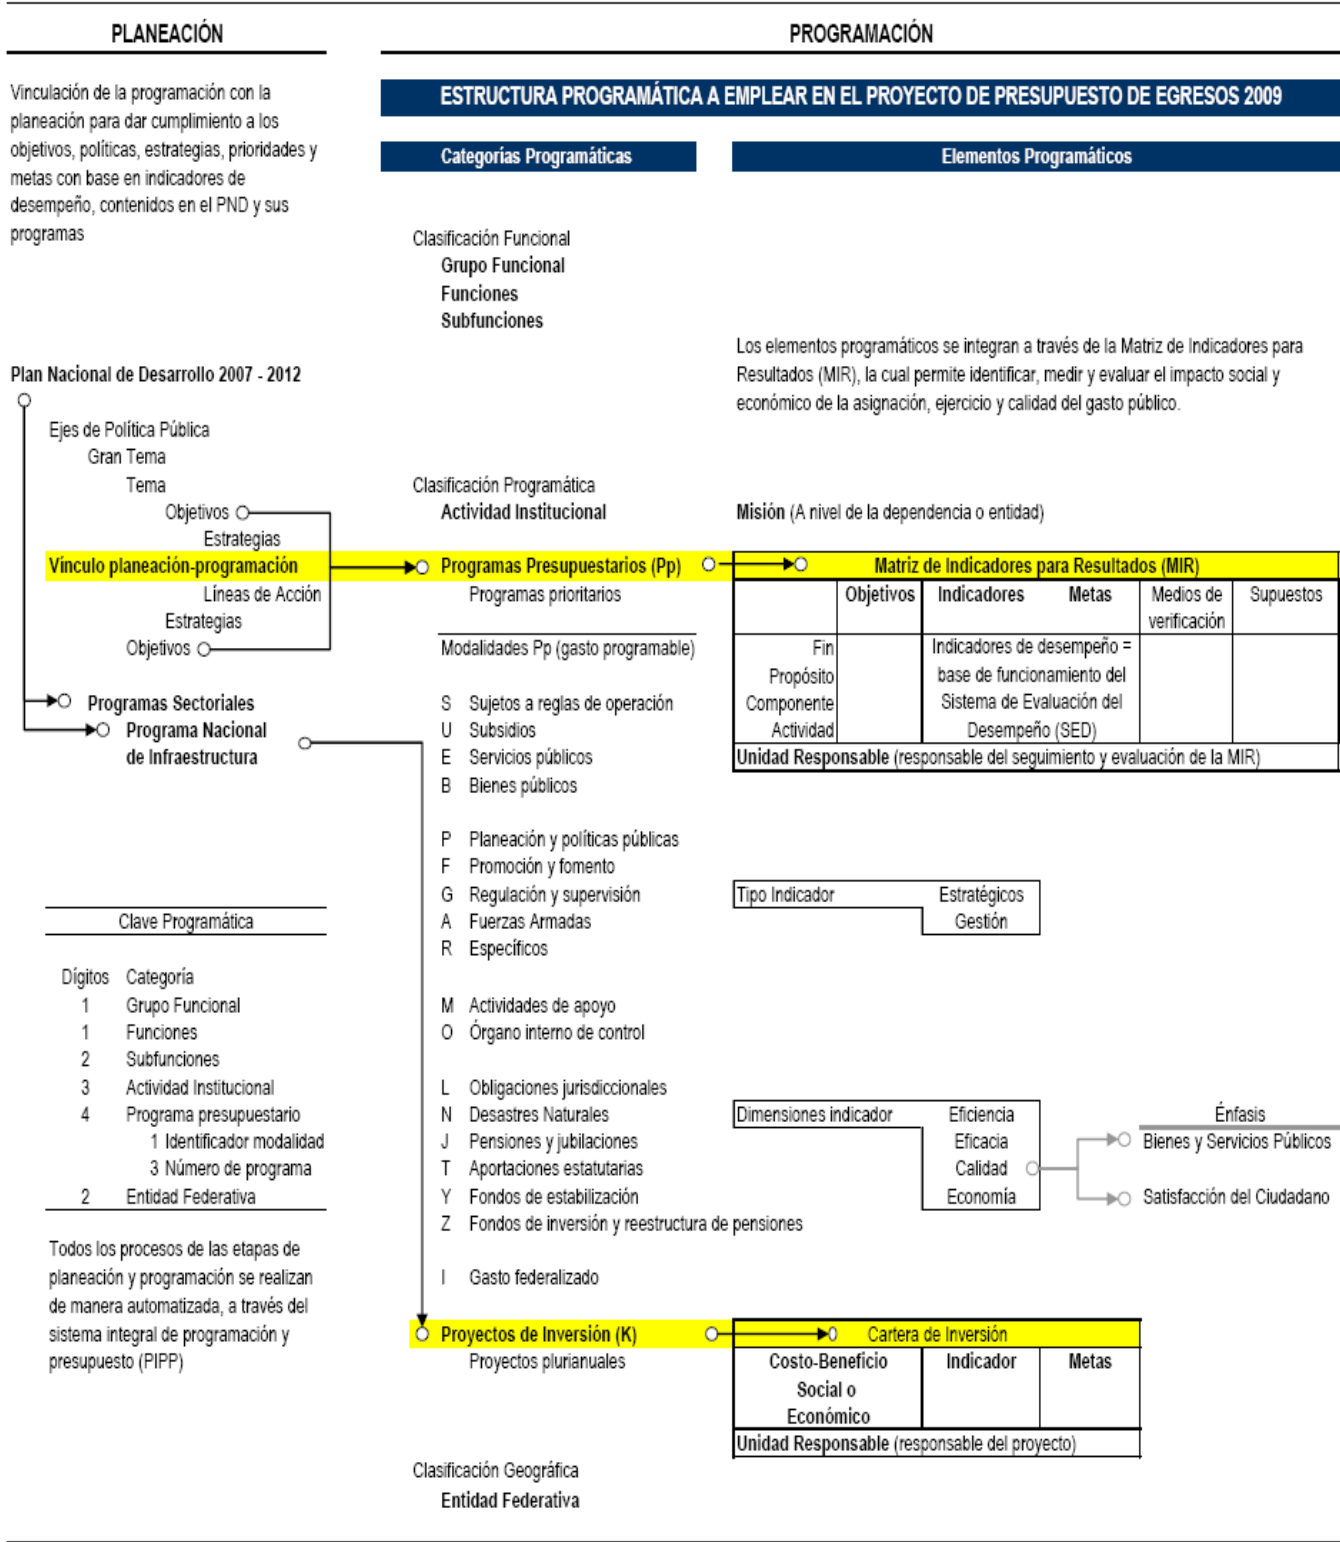 PLANEACIÓN
PROGRAMACIÓN
Vinculación de la programación con la
planeación para dar cumplimiento a los
objetivos, políticas, estrategias, prioridades y
metas con base en indicadores de
desempeño, contenidos en el PND y sus
programas
Plan Nacional de Desarrollo 2007 - 2012
Ejes de Política Pública
Gran Tema
Tema
Objetivos
Estrategias
Vínculo planeación-programación
Líneas de Acción
Estrategias
Objetivos
Programas Sectoriales
Programa Nacional
de Infraestructura
Clave Programática
Dígitos Categoría
1 Grupo Funcional
1 Funciones
2 Subfunciones
3 Actividad Institucional
4 Programa presupuestario
1 Identificador modalidad
3 Número de programa
2 Entidad Federativa
Todos los procesos de las etapas de
planeación y programación se realizan
de manera automatizada, a través del
sistema integral de programación y
presupuesto (PIPP)
ESTRUCTURA PROGRAMÁTICA A EMPLEAR EN EL PROYECTO DE PRESUPUESTO DE EGRESOS 2009
Categorías Programáticas
Clasificación Funcional
Grupo Funcional
Funciones
Subfunciones
Clasificación Programática
Actividad Institucional
Programas Presupuestarios (Pp)
Programas prioritarios
Modalidades Pp (gasto programable)
S Sujetos a reglas de operación
U Subsidios
E Servicios públicos
B Bienes públicos
P Planeación y políticas públicas
F Promoción y fomento
G Regulación y supervisión
A Fuerzas Armadas
R Específicos
M Actividades de apoyo
O Órgano interno de control
L Obligaciones jurisdiccionales
N Desastres Naturales
J Pensiones y jubilaciones
T Aportaciones estatutarias
Y Fondos de estabilización
Z Fondos de inversión y reestructura de pensiones
I Gasto federalizado
Proyectos de Inversión (K)
Proyectos plurianuales
Clasificación Geográfica
Entidad Federativa
Elementos Programáticos
Los elementos programáticos se integran a través de la Matriz de Indicadores para
Resultados (MIR), la cual permite identificar, medir y evaluar el impacto social y
económico de la asignación, ejercicio y calidad del gasto público.
Misión (A nivel de la dependencia o entidad)
Matriz de Indicadores para Resultados (MIR)
Objetivos Indicadores Metas Medios de Supuestos
verificación
Fin Indicadores de desempeño =
Propósito base de funcionamiento del
Componente Sistema de Evaluación del
Actividad Desempeño (SED)
Unidad Responsable (responsable del seguimiento y evaluación de la MIR)
Tipo Indicador Estratégicos
Gestión
Dimensiones indicador Eficiencia
Eficacia
Calidad
Economía
Énfasis
Bienes y Servicios Públicos
Satisfacción del Ciudadano
Cartera de Inversión
Costo-Beneficio Indicador Metas
Social o
Económico
Unidad Responsable (responsable del proyecto)